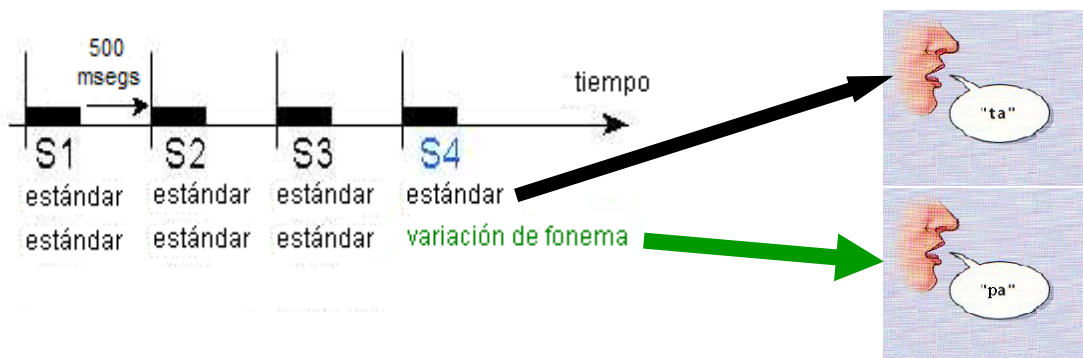 500
msegs
tiempo
S1 S2 S3 S4
estándar estándar estándar estándar
estándar estándar estándar variación de fonema
"ta"
"pa"